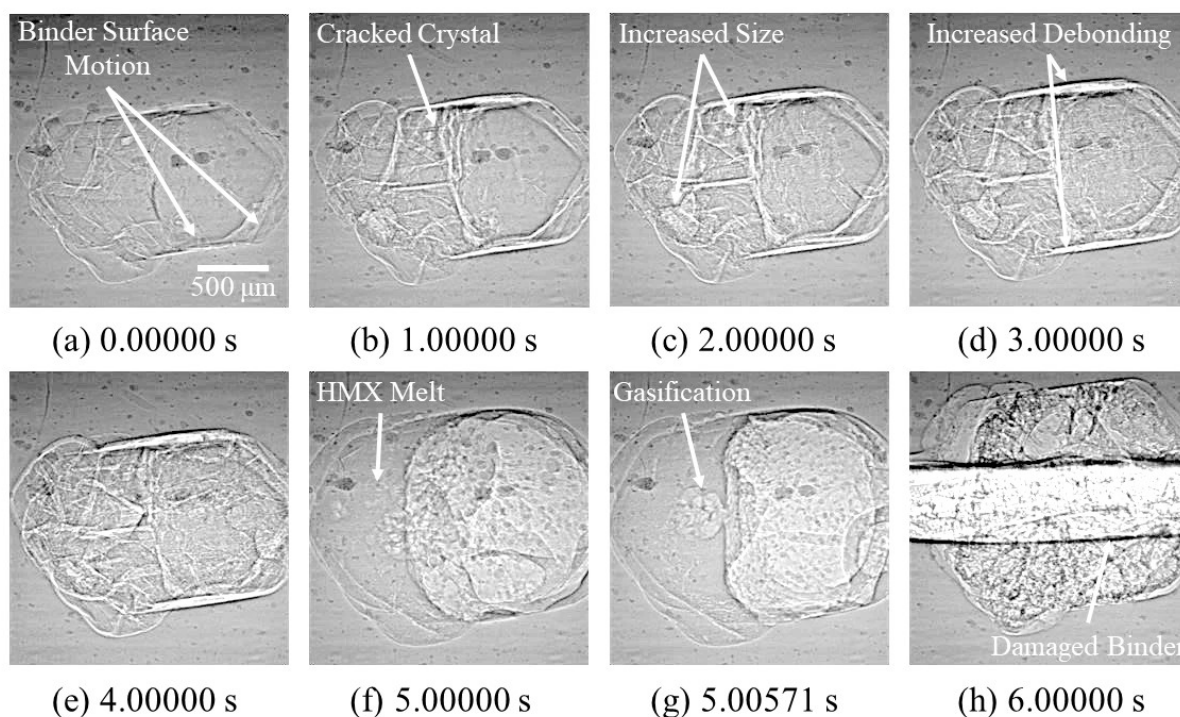 Binder Surface
Motion
Cracked Crystal
Increased Size
Increased Debonding
500 μm
(a) 0.00000 s
(b) 1.00000 s
(c) 2.00000 s
(d) 3.00000 s
HMX Melt
Gasification
Damaged Binder
(e) 4.00000 s
(f) 5.00000 s
(g) 5.00571 s
(h) 6.00000 s